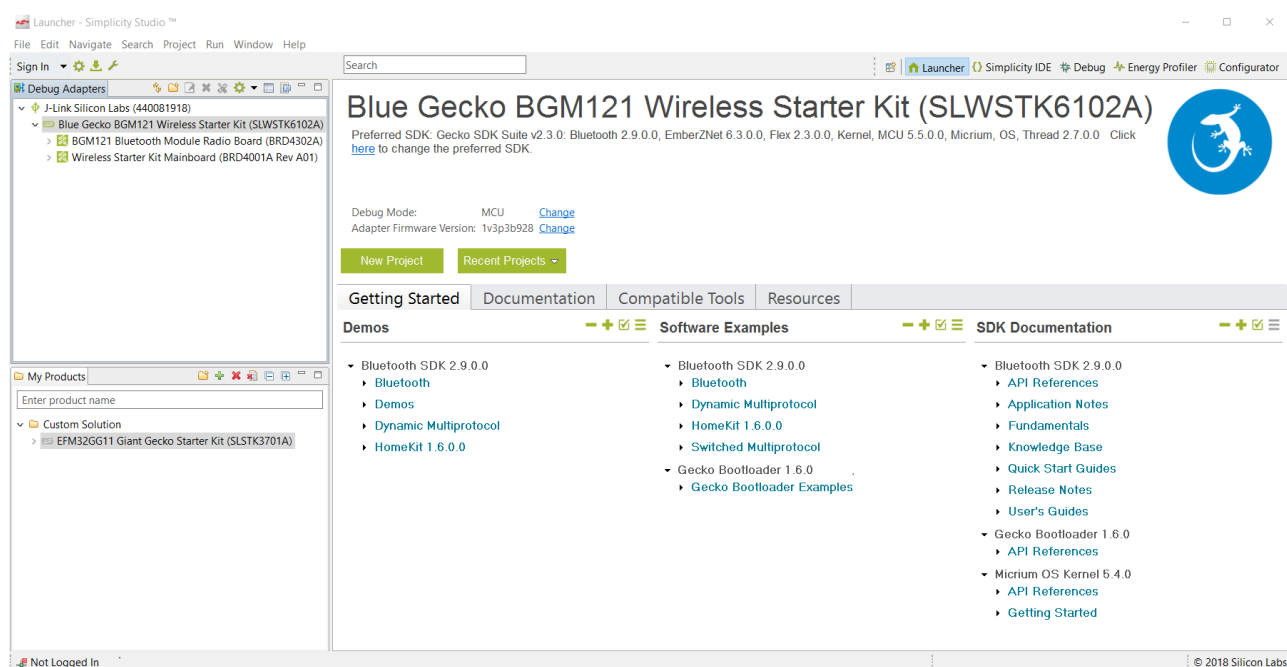 Launcher - Simplicity Studio ™
File Edit Navigate Search Project Run Window Help
Sign In
Search
Launcher Simplicity IDE Debug Energy Profiler Configurator
Debug Adapters
J-Link Silicon Labs (440081918)
Blue Gecko BGM121 Wireless Starter Kit (SLWSTK6102A)
BGM121 Bluetooth Module Radio Board (BRD4302A)
Wireless Starter Kit Mainboard (BRD4001A Rev A01)
My Products
Enter product name
Custom Solution
EFM32GG11 Giant Gecko Starter Kit (SLSTK3701A)
Blue Gecko BGM121 Wireless Starter Kit (SLWSTK6102A)
Preferred SDK: Gecko SDK Suite v2.3.0: Bluetooth 2.9.0.0, EmberZNet 6.3.0.0, Flex 2.3.0.0, Kernel, MCU 5.5.0.0, Micrium, OS, Thread 2.7.0.0 Click
here to change the preferred SDK.
Debug Mode: MCU Change
Adapter Firmware Version: 1v3p3b928 Change
New Project Recent Projects
Getting Started Documentation Compatible Tools Resources
Demos
Bluetooth SDK 2.9.0.0
Bluetooth
Demos
Dynamic Multiprotocol
HomeKit 1.6.0.0
Software Examples
Bluetooth SDK 2.9.0.0
Bluetooth
Dynamic Multiprotocol
HomeKit 1.6.0.0
Switched Multiprotocol
Gecko Bootloader 1.6.0
Gecko Bootloader Examples
SDK Documentation
Bluetooth SDK 2.9.0.0
API References
Application Notes
Fundamentals
Knowledge Base
Quick Start Guides
Release Notes
User's Guides
Gecko Bootloader 1.6.0
API References
Micrium OS Kernel 5.4.0
API References
Getting Started
Not Logged In
© 2018 Silicon Labs